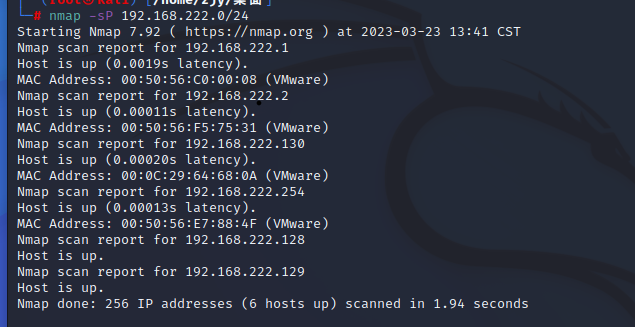 (root㉿kali)-[/home/zjy/桌面]
└─# nmap -sP 192.168.222.0/24
Starting Nmap 7.92 ( https://nmap.org ) at 2023-03-23 13:41 CST
Nmap scan report for 192.168.222.1
Host is up (0.0019s latency).
MAC Address: 00:50:56:C0:00:08 (VMware)
Nmap scan report for 192.168.222.2
Host is up (0.00011s latency).
MAC Address: 00:50:56:F5:75:31 (VMware)
Nmap scan report for 192.168.222.130
Host is up (0.00020s latency).
MAC Address: 00:0C:29:64:68:0A (VMware)
Nmap scan report for 192.168.222.254
Host is up (0.00013s latency).
MAC Address: 00:50:56:E7:88:4F (VMware)
Nmap scan report for 192.168.222.128
Host is up.
Nmap scan report for 192.168.222.129
Host is up.
Nmap done: 256 IP addresses (6 hosts up) scanned in 1.94 seconds